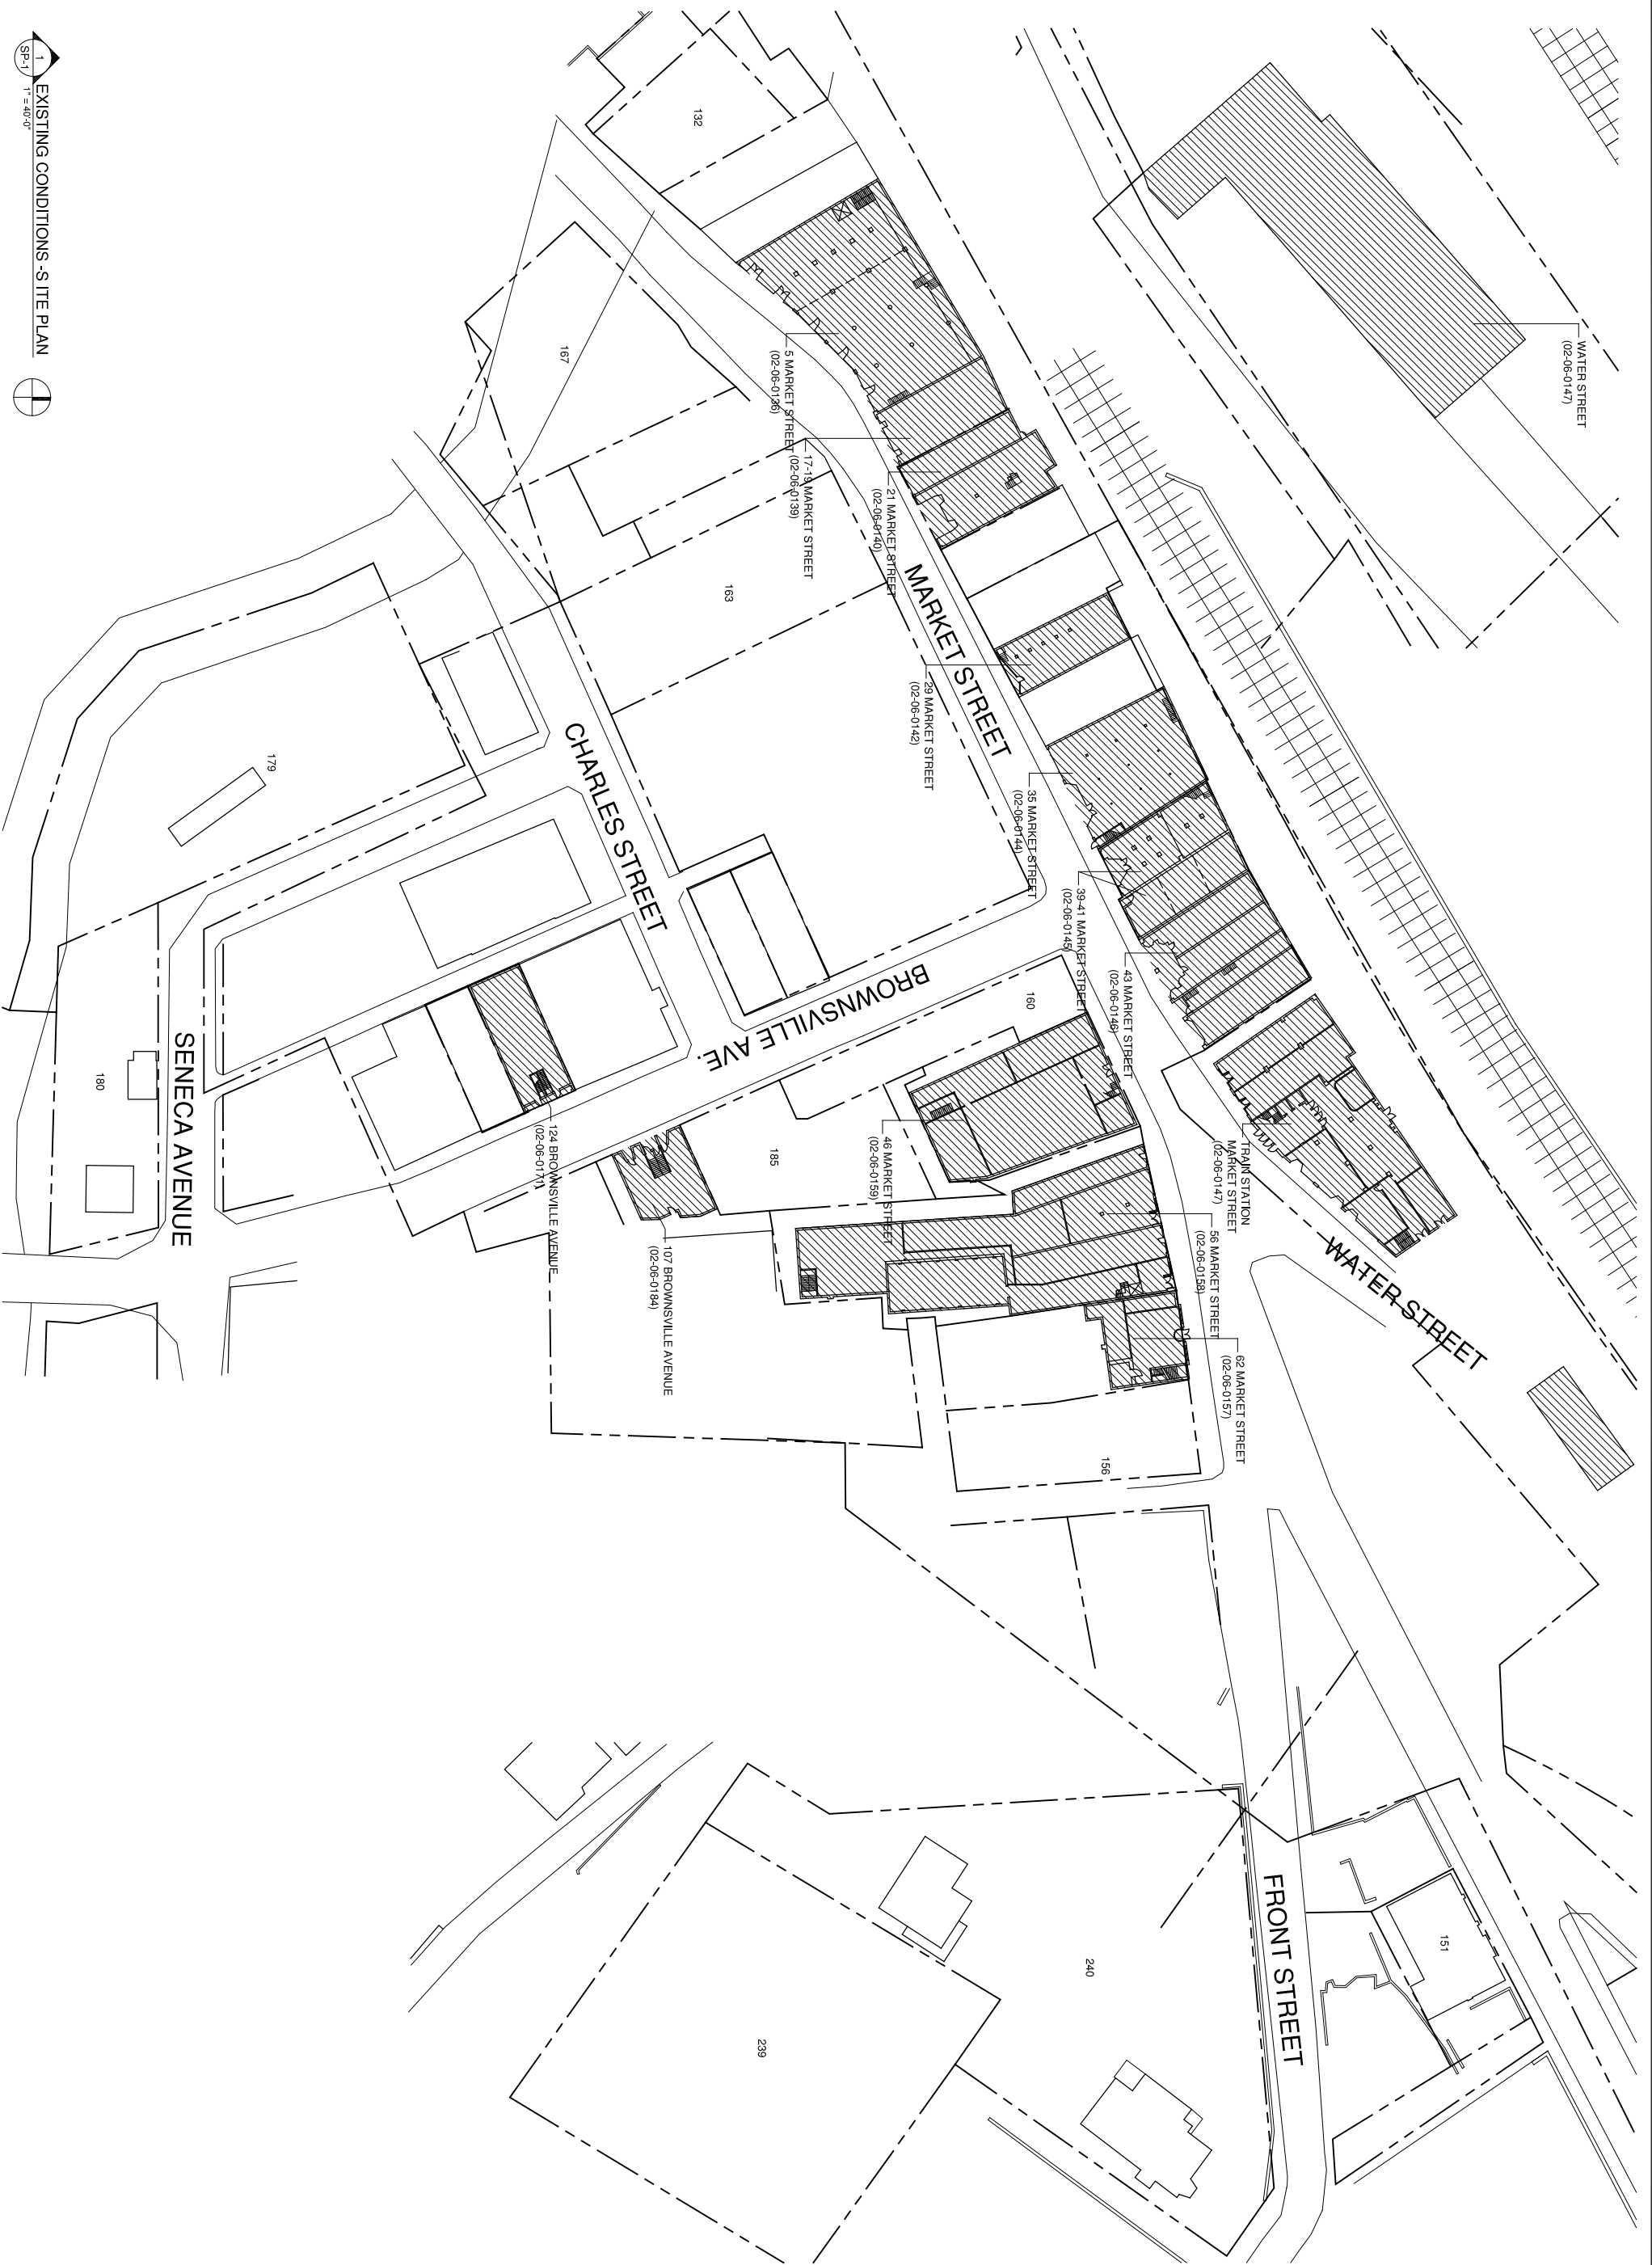 WATER STREET
(02-06-0147)
132
167
5 MARKET STREET
(02-06-0136)
17-19 MARKET STREET
(02-06-0139)
21 MARKET STREET
(02-06-0140)
163
MARKET STREET
29 MARKET STREET
(02-06-0142)
35 MARKET STREET
(02-06-0144)
39-41 MARKET STREET
(02-06-0145)
43 MARKET STREET
(02-06-0146)
TRAIN STATION
MARKET STREET
(02-06-0147)
WATER STREET
160
46 MARKET STREET
(02-06-0159)
56 MARKET STREET
(02-06-0158)
62 MARKET STREET
(02-06-0157)
156
CHARLES STREET
BROWNSVILLE AVE.
185
124 BROWNSVILLE AVENUE
(02-06-0171)
107 BROWNSVILLE AVENUE
(02-06-0184)
179
180
SENECA AVENUE
FRONT STREET
151
240
239
1
SP-1
EXISTING CONDITIONS -S ITE PLAN
1" = 40'-0"